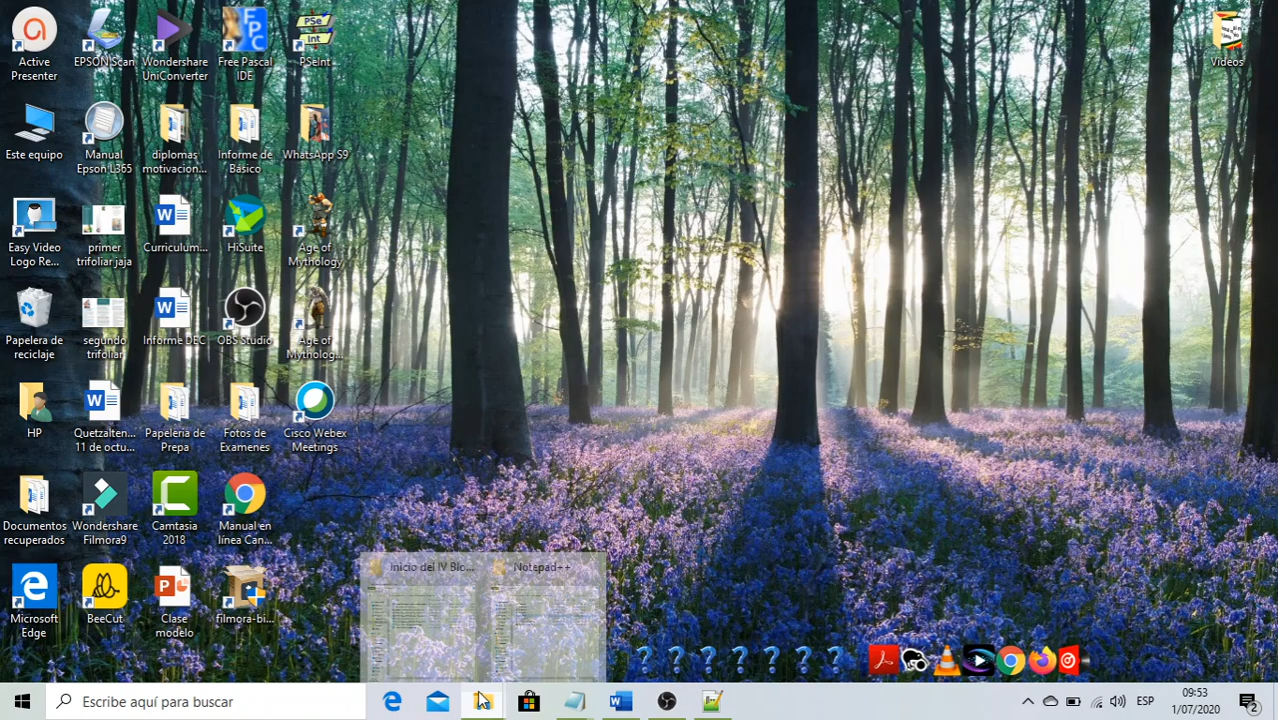 Active
Presenter
EPSON Scan
Wondershare
UniConverter
Free Pascal
IDE
PSeInt
Videos
Este equipo
Manual
Epson L365
diplomas
motivacion...
Informe de
Básico
WhatsApp S9
Easy Video
Logo Re...
primer
trifoliar jaja
Curriculúm...
HiSuite
Age of
Mythology
Papelera de
reciclaje
segundo
trifoliar
Informe DEC
OBS Studio
Age of
Mytholog...
HP
Quetzalten...
11 de octu...
Papeleria de
Prepa
Fotos de
Examenes
Cisco Webex
Meetings
Documentos
recuperados
Wondershare
Filmora9
Camtasia
2018
Manual en
línea Can...
Microsoft
Edge
BeeCut
Clase
modelo
filmora-bi...
Inicio del IV Blo...
Notepad++
Escribe aquí para buscar
ESP
09:53
1/07/2020
2